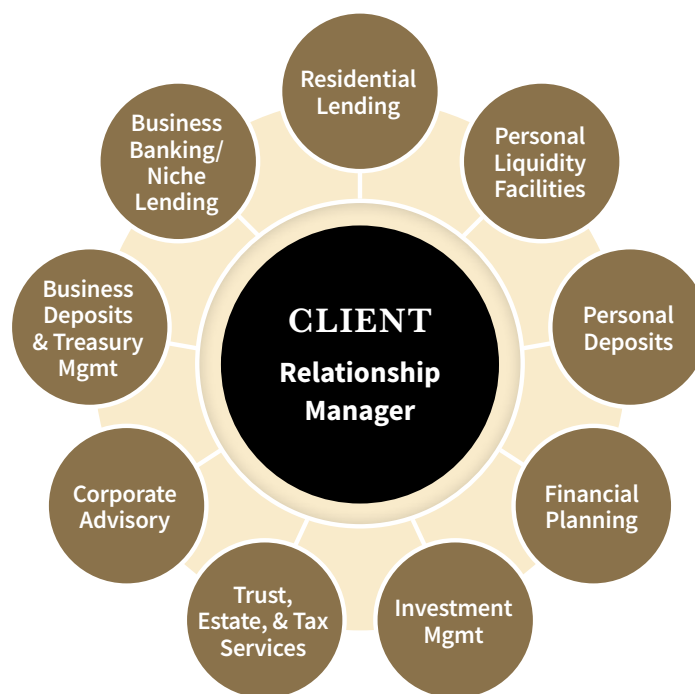 Residential
Lending
Personal
Liquidity
Facilities
Personal
Deposits
Financial
Planning
Investment
Mgmt
Trust,
Estate, & Tax
Services
Corporate
Advisory
Business
Deposits
& Treasury
Mgmt
Business
Banking/
Niche
Lending
CLIENT
Relationship
Manager